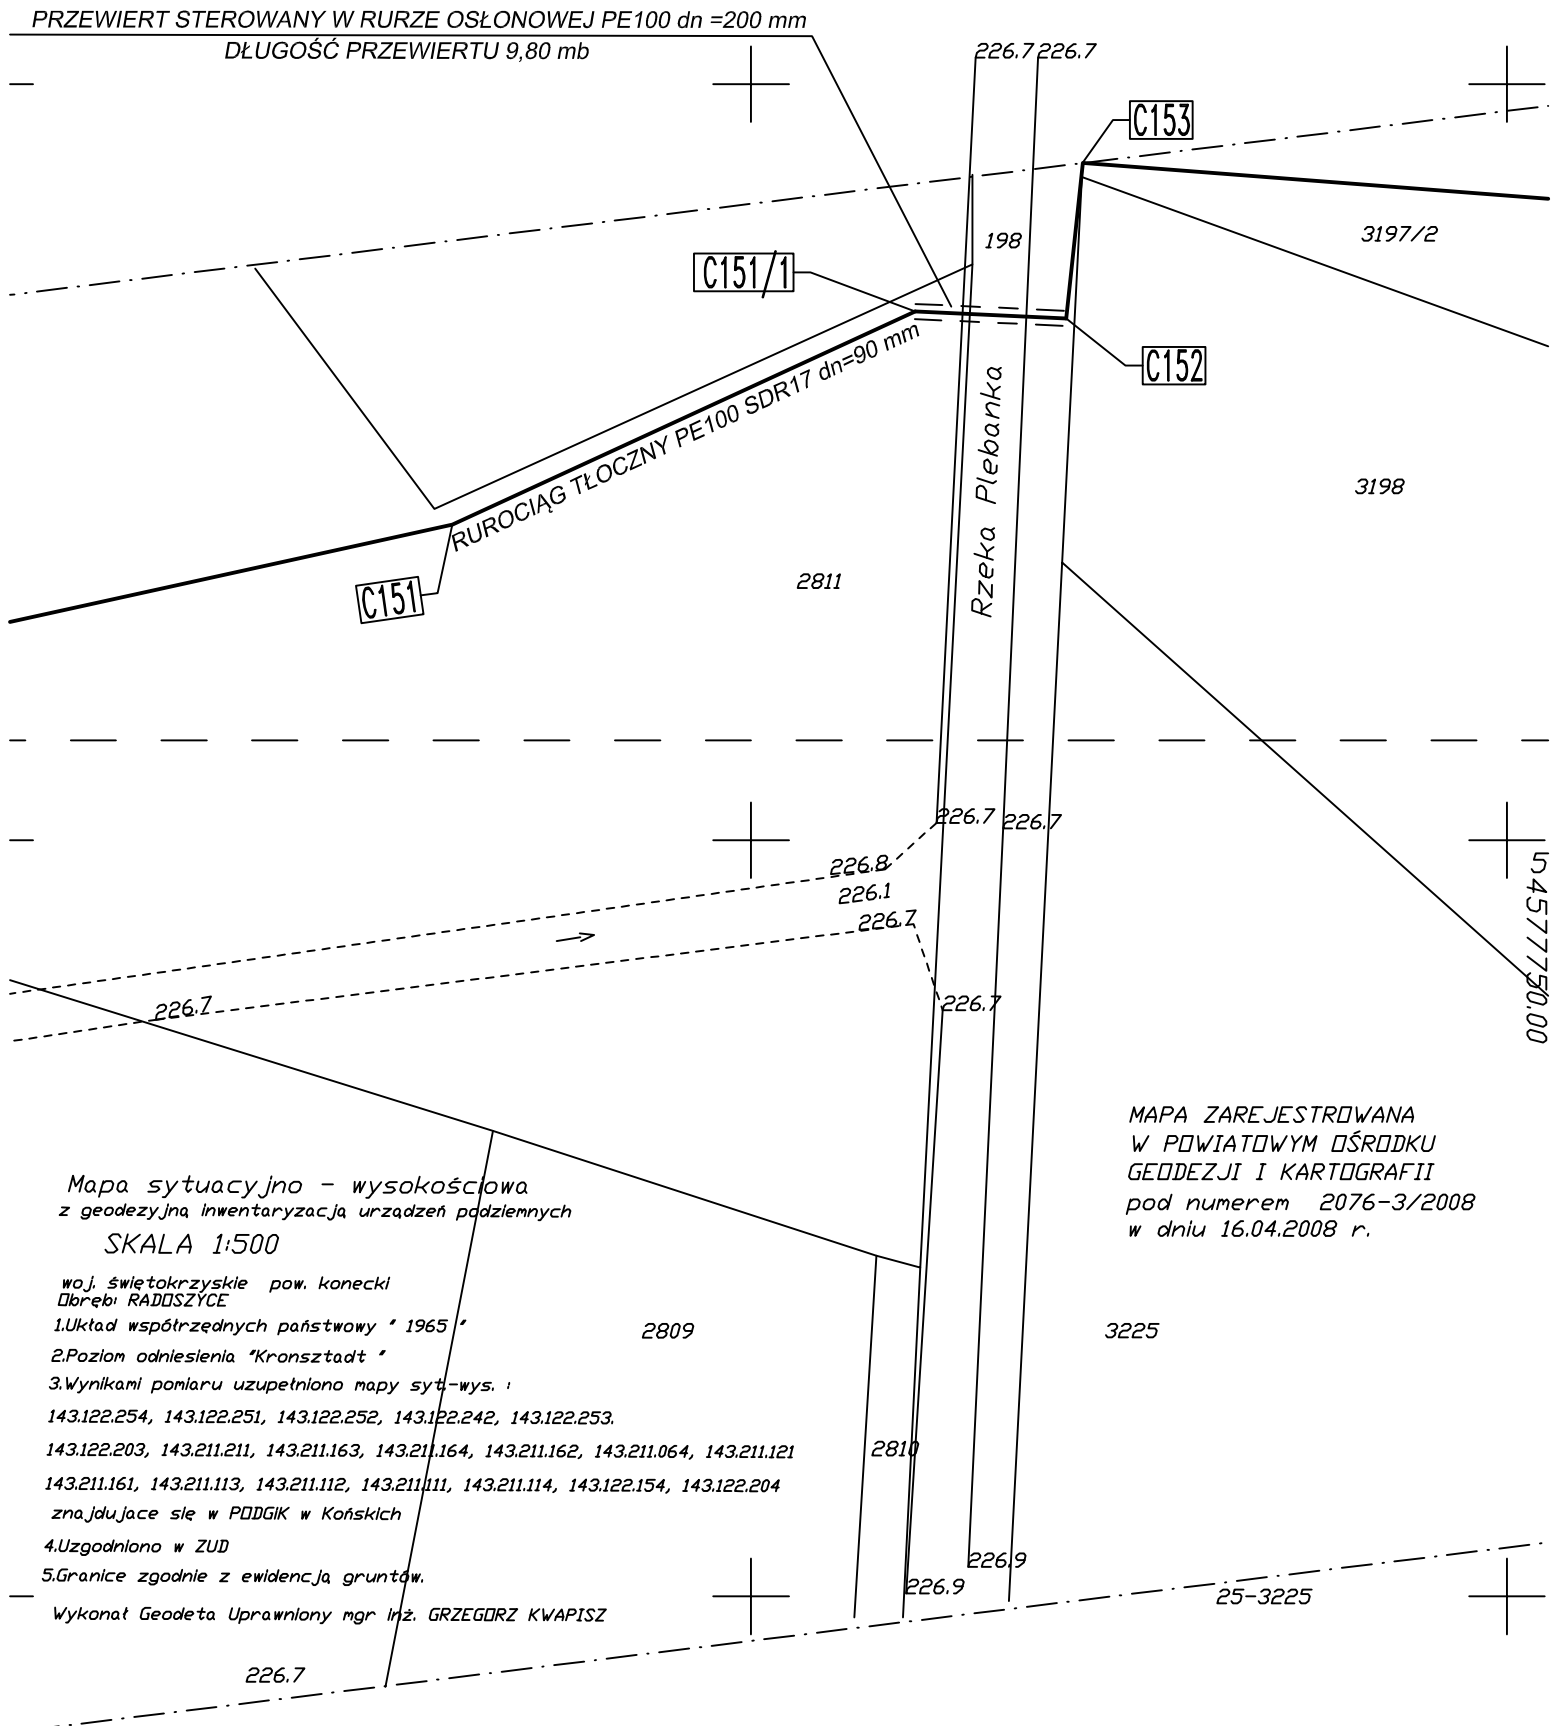 PRZEWIERT STEROWANY W RURZE OSŁONOWEJ PE100 dn =200 mm
DŁUGOŚĆ PRZEWIERTU 9,80 mb
226.7 226.7
C153
198
3197/2
C151/1
C152
RUROCIĄG TŁOCZNY PE100 SDR17 dn=90 mm
Rzeka Plebanka
3198
2811
C151
226.7 226.7
226.8
226.1
226.7
5457750.00
226.7
226.7
MAPA ZAREJESTROWANA
W POWIATOWYM OŚRODKU
GEODEZJI I KARTOGRAFII
pod numerem 2076-3/2008
w dniu 16.04.2008 r.
Mapa sytuacyjno - wysokościowa
z geodezyjną inwentaryzacją urządzeń podziemnych
SKALA 1:500
woj. świętokrzyskie pow. konecki
Obręb: RADOSZYCE
1.Układ współrzędnych państwowy " 1965 "
2.Poziom odniesienia "Kronsztadt "
3.Wynikami pomiaru uzupełniono mapy syt.-wys. :
143.122.254, 143.122.251, 143.122.252, 143.122.242, 143.122.253.
143.122.203, 143.211.211, 143.211.163, 143.211.164, 143.211.162, 143.211.064, 143.211.121
143.211.161, 143.211.113, 143.211.112, 143.211.111, 143.211.114, 143.122.154, 143.122.204
znajdujace się w PODGiK w Końskich
4.Uzgodniono w ZUD
5.Granice zgodnie z ewidencją gruntów.
Wykonał Geodeta Uprawniony mgr inż. GRZEGORZ KWAPISZ
2809
3225
2810
226.9
226.9
25-3225
226.7